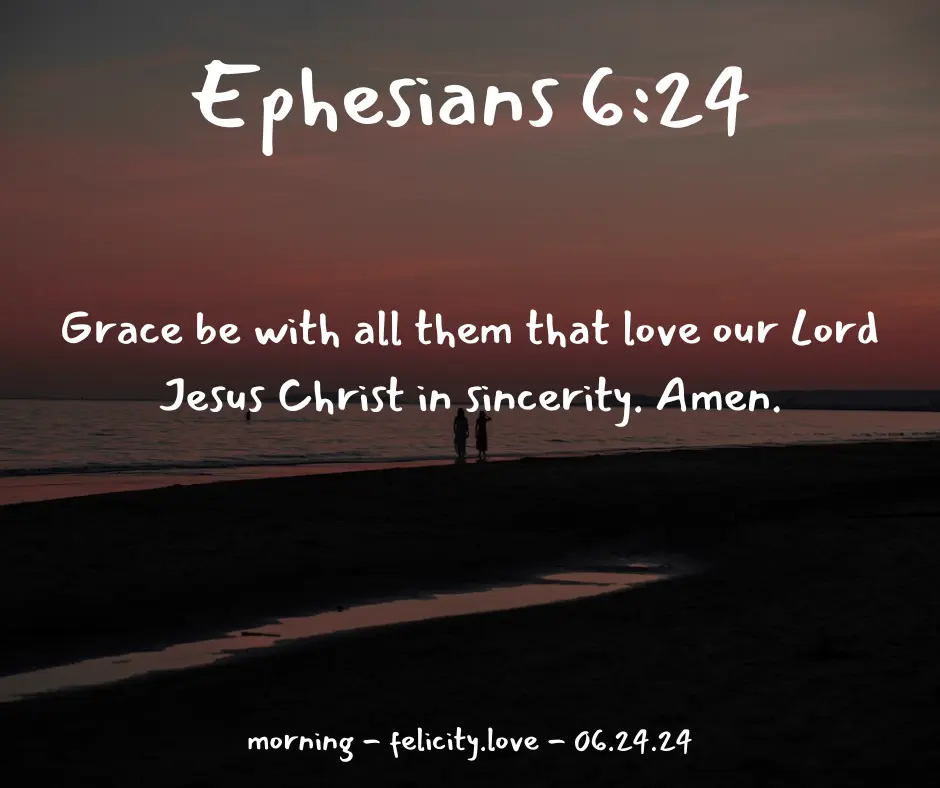 Ephesians 6:24
Grace be with all them that love our Lord
Jesus Christ in sincerity. Amen.
morning - felicity.love - 06.24.24